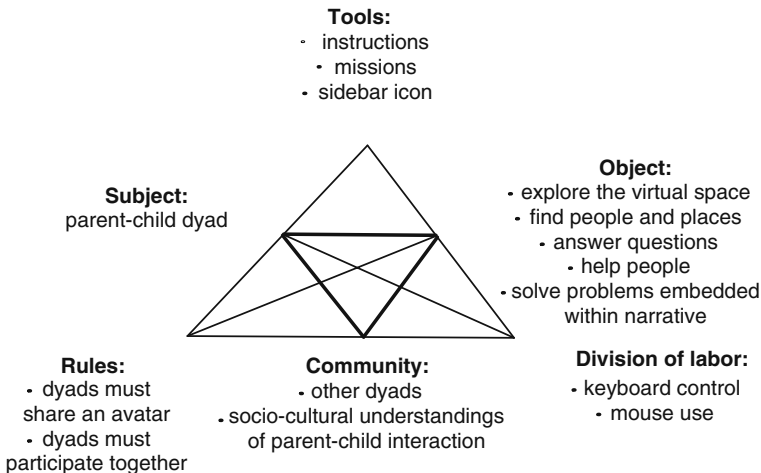 Tools:
- instructions
- missions
- sidebar icon
Subject:
parent-child dyad
Object:
- explore the virtual space
- find people and places
- answer questions
- help people
- solve problems embedded
within narrative
Rules:
- dyads must
share an avatar
- dyads must
participate together
Community:
- other dyads
- socio-cultural understandings
of parent-child interaction
Division of labor:
- keyboard control
- mouse use